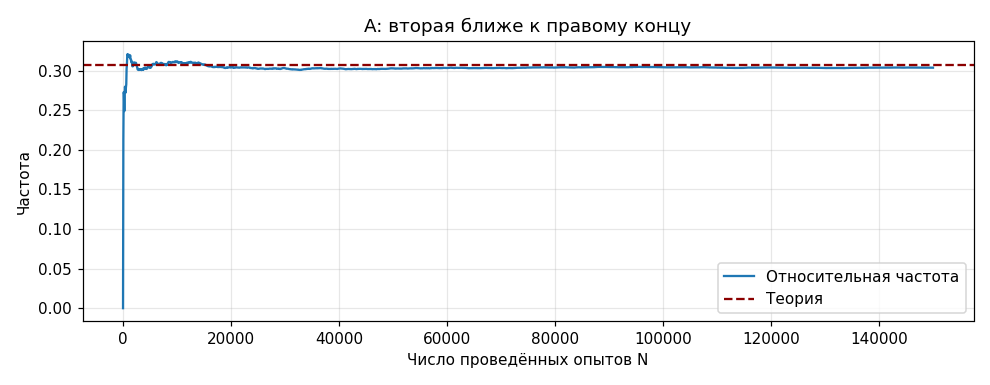 А: вторая ближе к правому концу
Частота
0.30
0.25
0.20
0.15
0.10
0.05
0.00
Относительная частота
Теория
0 20000 40000 60000 80000 100000 120000 140000
Число проведённых опытов N